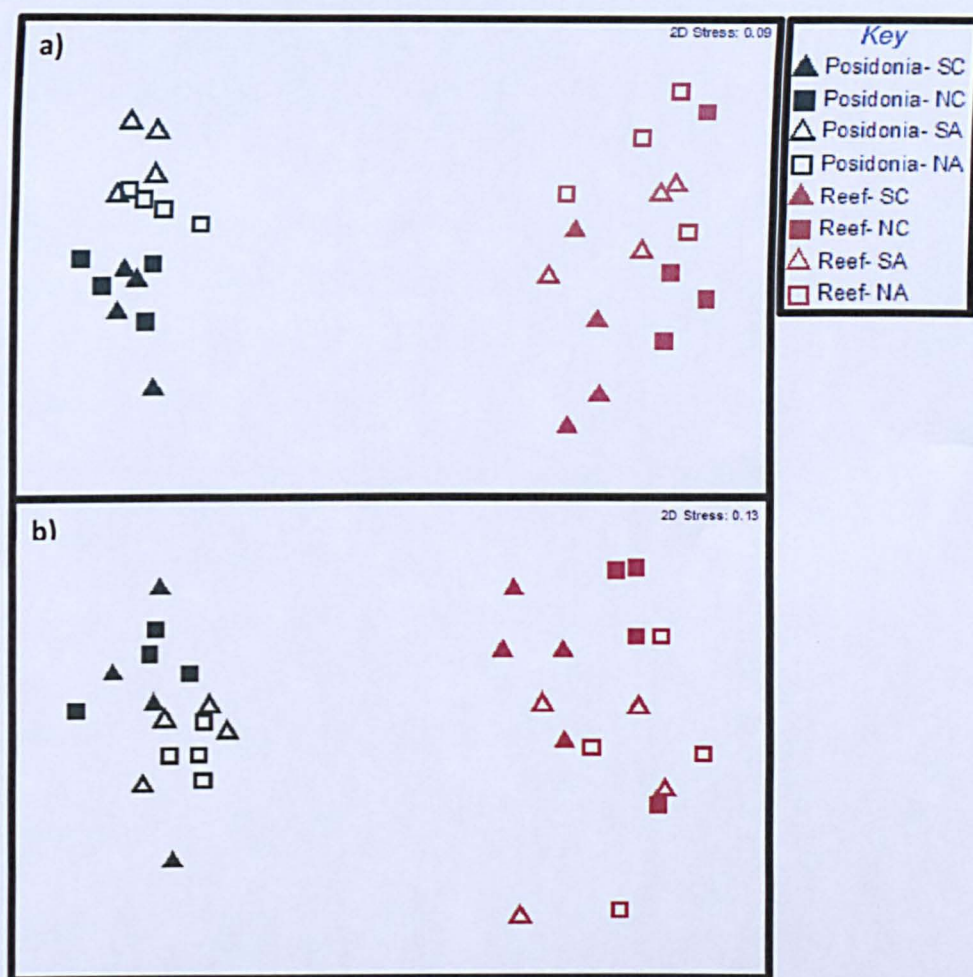 a)
2D Stress: 0.09
Key
Posidonia- SC
Posidonia- NC
Posidonia- SA
Posidonia- NA
Reef- SC
Reef- NC
Reef- SA
Reef- NA
b)
2D Stress: 0.13